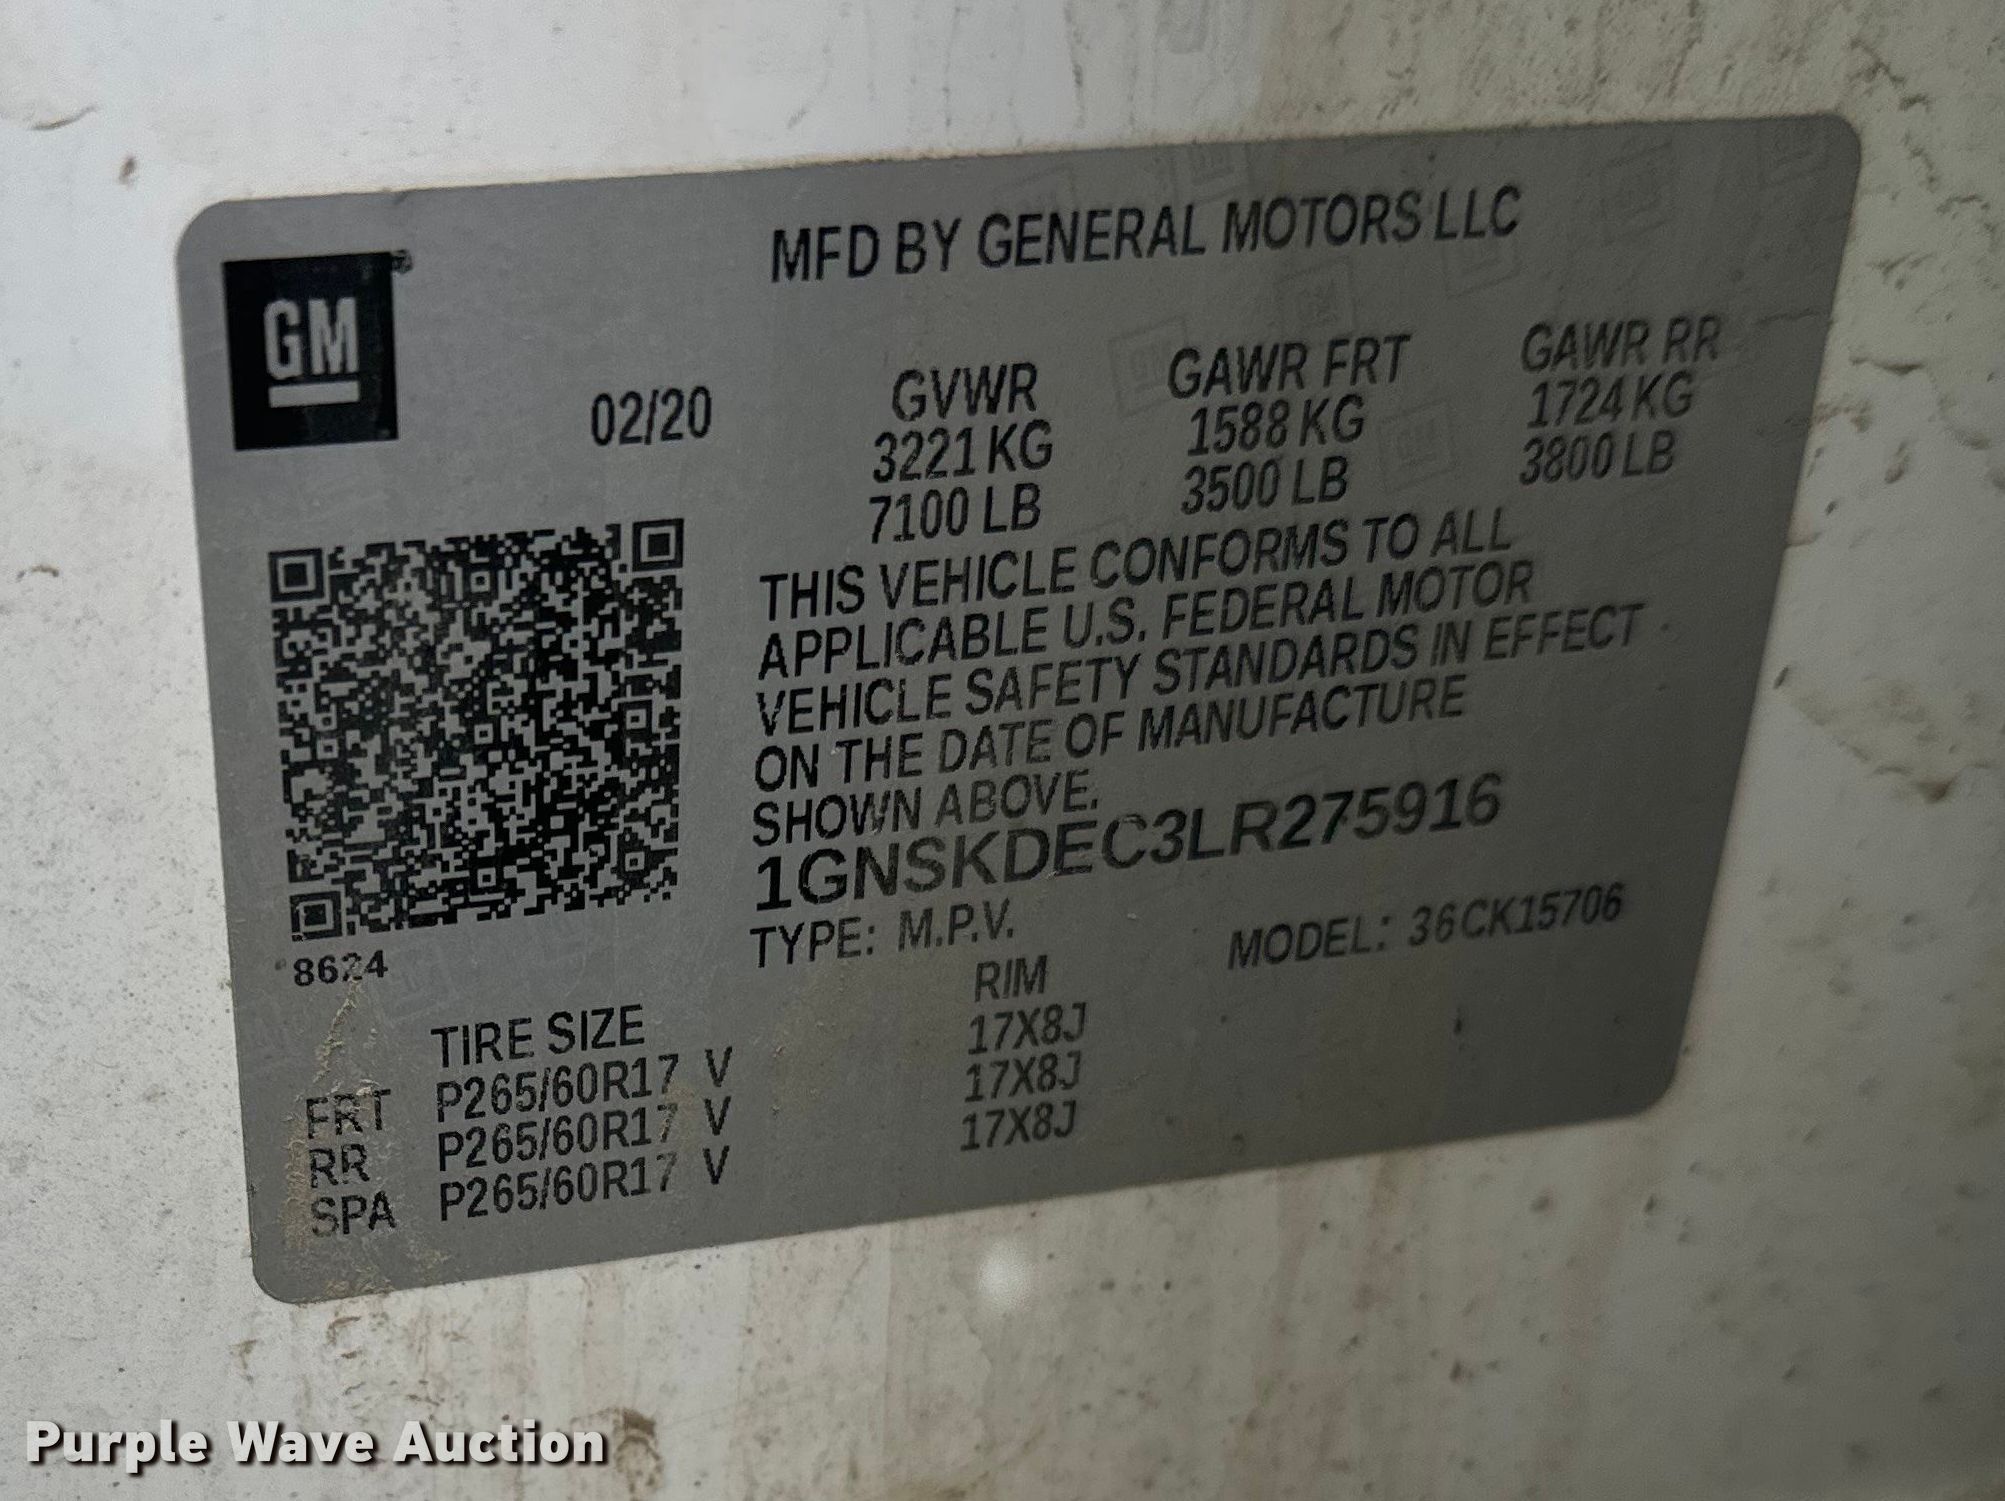 MFD BY GENERAL MOTORS LLC
GM
02/20
GVWR GAWR FRT GAWR RR
3221 KG 1588 KG 1724 KG
7100 LB 3500 LB 3800 LB
THIS VEHICLE CONFORMS TO ALL
APPLICABLE U.S. FEDERAL MOTOR
VEHICLE SAFETY STANDARDS IN EFFECT
ON THE DATE OF MANUFACTURE
SHOWN ABOVE.
1GNSKDEC3LR275916
TYPE: M.P.V. MODEL: 36CK15706
8624
TIRE SIZE RIM
FRT P265/60R17 V 17X8J
RR P265/60R17 V 17X8J
SPA P265/60R17 V 17X8J
Purple Wave Auction